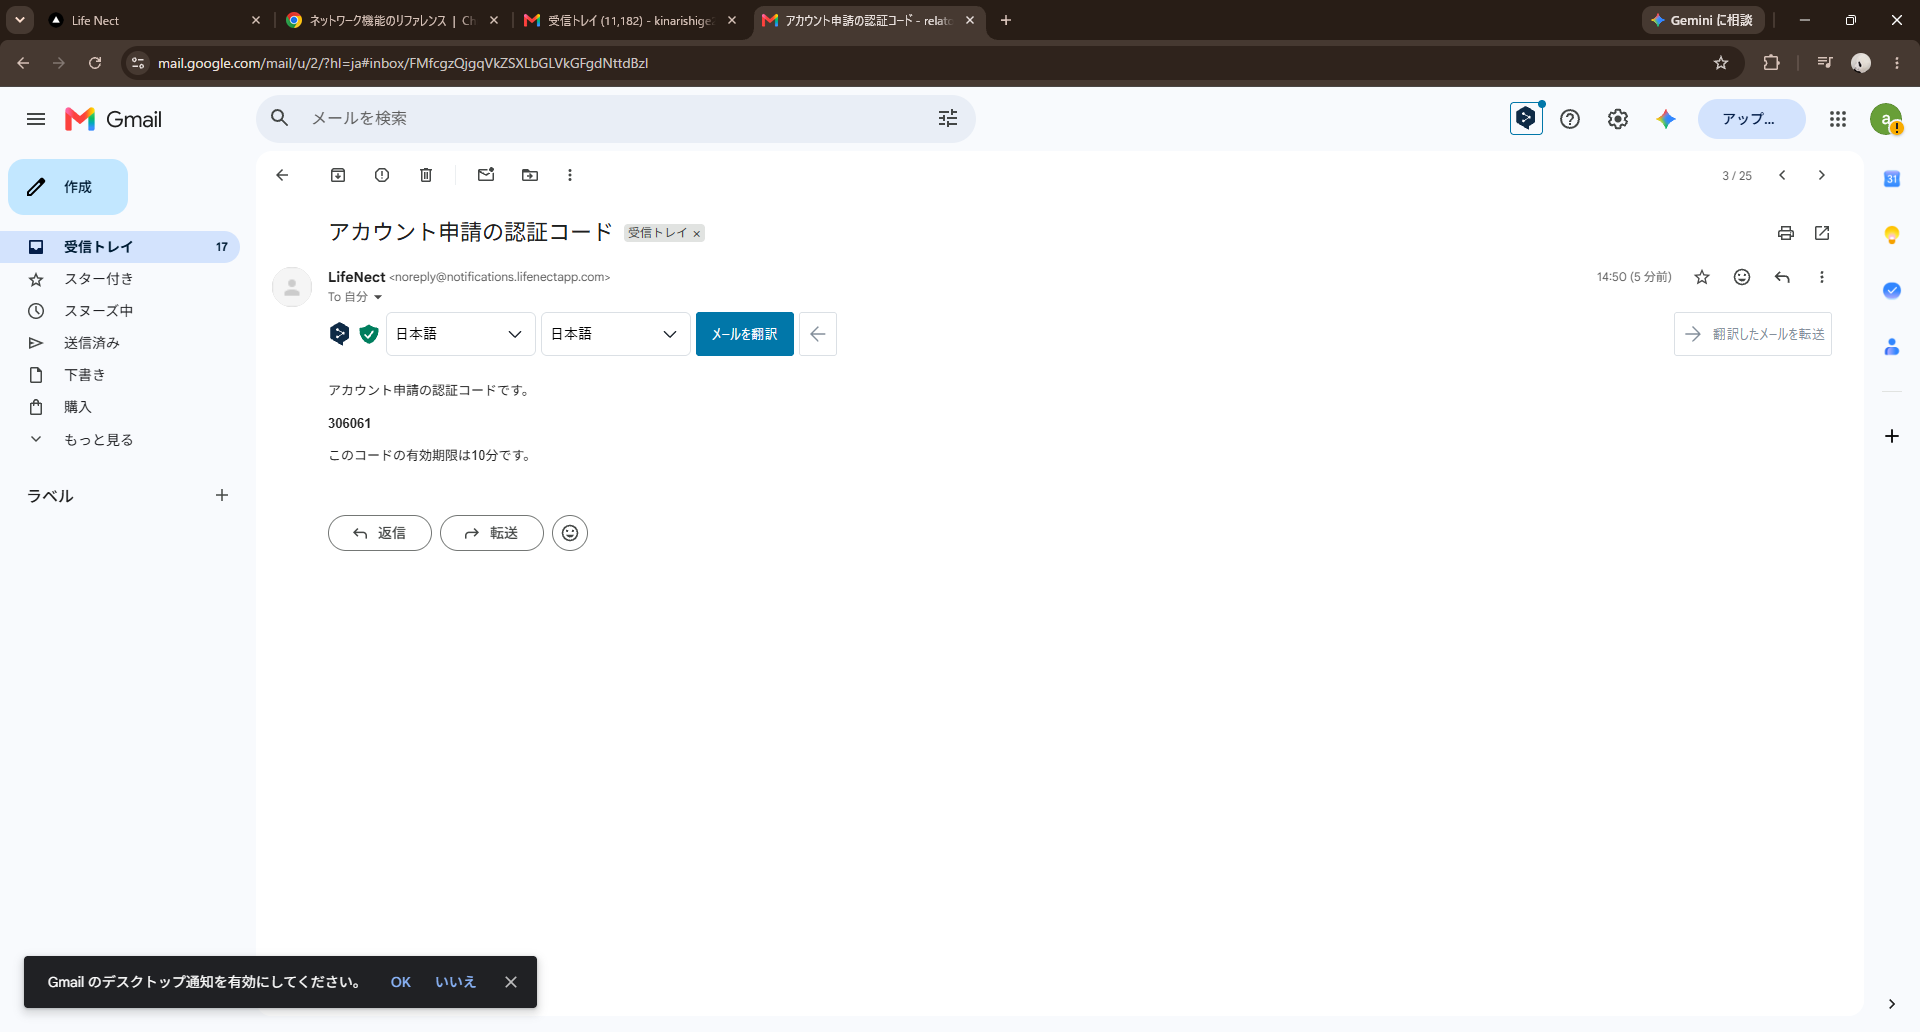 Life Nect
ネットワーク機能のリファレンス | Ch
受信トレイ (11,182) - kinarishige
アカウント申請の認証コード - relat
Gemini に相談
mail.google.com/mail/u/2/?hl=ja#inbox/FMfcgzQjgqVkZSXLbGLVkGFgdNttdBzl
Gmail
メールを検索
アップ...
a
作成
3 / 25
31
アカウント申請の認証コード 受信トレイ ×
受信トレイ 17
スター付き
スヌーズ中
送信済み
下書き
購入
もっと見る
ラベル
LifeNect <noreply@notifications.lifenectapp.com>
14:50 (5 分前)
To 自分
日本語
日本語
メールを翻訳
翻訳したメールを転送
アカウント申請の認証コードです。
306061
このコードの有効期限は10分です。
返信
転送
Gmail のデスクトップ通知を有効にしてください。 OK いいえ